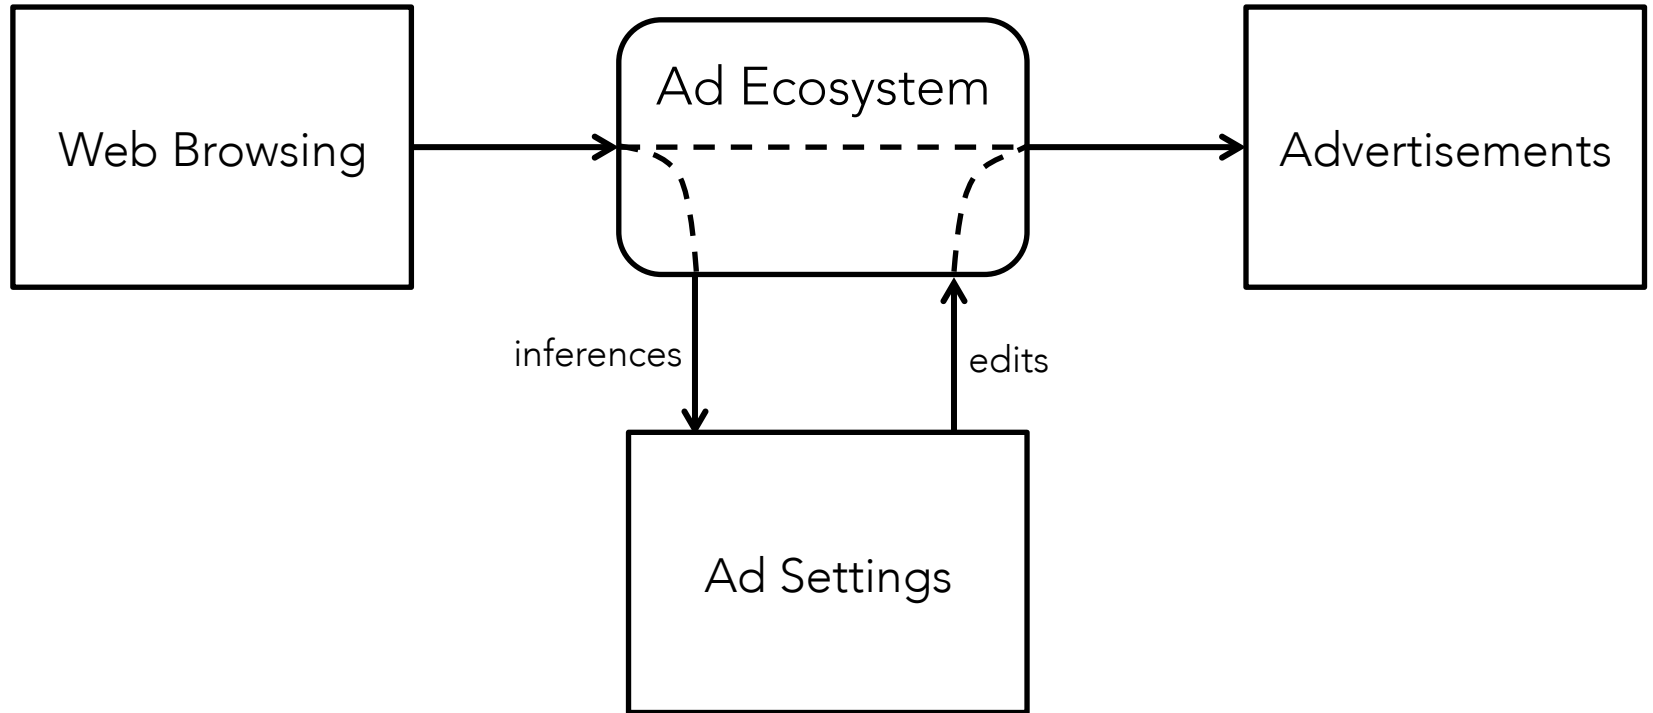 Ad Ecosystem
Web Browsing
Advertisements
inferences
edits
Ad Settings